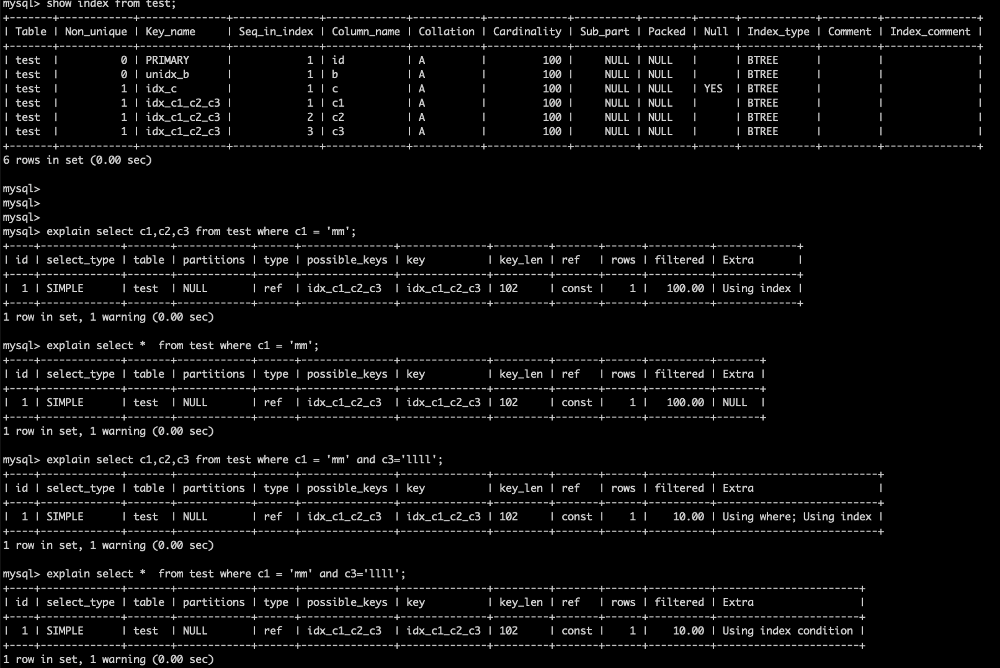 mysql> show index from test;
+-------+------------+--------------+--------------+-------------+-----------+-------------+----------+--------+------+------------+---------+---------------+
| Table | Non_unique | Key_name     | Seq_in_index | Column_name | Collation | Cardinality | Sub_part | Packed | Null | Index_type | Comment | Index_comment |
+-------+------------+--------------+--------------+-------------+-----------+-------------+----------+--------+------+------------+---------+---------------+
| test  |          0 | PRIMARY      |            1 | id          | A         |         100 |     NULL | NULL   |      | BTREE      |         |               |
| test  |          0 | unidx_b      |            1 | b           | A         |         100 |     NULL | NULL   |      | BTREE      |         |               |
| test  |          1 | idx_c        |            1 | c           | A         |         100 |     NULL | NULL   | YES  | BTREE      |         |               |
| test  |          1 | idx_c1_c2_c3 |            1 | c1          | A         |         100 |     NULL | NULL   |      | BTREE      |         |               |
| test  |          1 | idx_c1_c2_c3 |            2 | c2          | A         |         100 |     NULL | NULL   |      | BTREE      |         |               |
| test  |          1 | idx_c1_c2_c3 |            3 | c3          | A         |         100 |     NULL | NULL   |      | BTREE      |         |               |
+-------+------------+--------------+--------------+-------------+-----------+-------------+----------+--------+------+------------+---------+---------------+
6 rows in set (0.00 sec)

mysql>
mysql>
mysql>
mysql> explain select c1,c2,c3 from test where c1 = 'mm';
+----+-------------+-------+------------+------+---------------+--------------+---------+-------+------+----------+-------------+
| id | select_type | table | partitions | type | possible_keys | key          | key_len | ref   | rows | filtered | Extra       |
+----+-------------+-------+------------+------+---------------+--------------+---------+-------+------+----------+-------------+
|  1 | SIMPLE      | test  | NULL       | ref  | idx_c1_c2_c3  | idx_c1_c2_c3 | 102     | const |    1 |   100.00 | Using index |
+----+-------------+-------+------------+------+---------------+--------------+---------+-------+------+----------+-------------+
1 row in set, 1 warning (0.00 sec)

mysql> explain select *  from test where c1 = 'mm';
+----+-------------+-------+------------+------+---------------+--------------+---------+-------+------+----------+-------+
| id | select_type | table | partitions | type | possible_keys | key          | key_len | ref   | rows | filtered | Extra |
+----+-------------+-------+------------+------+---------------+--------------+---------+-------+------+----------+-------+
|  1 | SIMPLE      | test  | NULL       | ref  | idx_c1_c2_c3  | idx_c1_c2_c3 | 102     | const |    1 |   100.00 | NULL  |
+----+-------------+-------+------------+------+---------------+--------------+---------+-------+------+----------+-------+
1 row in set, 1 warning (0.00 sec)

mysql> explain select c1,c2,c3 from test where c1 = 'mm' and c3='llll';
+----+-------------+-------+------------+------+---------------+--------------+---------+-------+------+----------+--------------------------+
| id | select_type | table | partitions | type | possible_keys | key          | key_len | ref   | rows | filtered | Extra                    |
+----+-------------+-------+------------+------+---------------+--------------+---------+-------+------+----------+--------------------------+
|  1 | SIMPLE      | test  | NULL       | ref  | idx_c1_c2_c3  | idx_c1_c2_c3 | 102     | const |    1 |    10.00 | Using where; Using index |
+----+-------------+-------+------------+------+---------------+--------------+---------+-------+------+----------+--------------------------+
1 row in set, 1 warning (0.00 sec)

mysql> explain select *  from test where c1 = 'mm' and c3='llll';
+----+-------------+-------+------------+------+---------------+--------------+---------+-------+------+----------+-----------------------+
| id | select_type | table | partitions | type | possible_keys | key          | key_len | ref   | rows | filtered | Extra                 |
+----+-------------+-------+------------+------+---------------+--------------+---------+-------+------+----------+-----------------------+
|  1 | SIMPLE      | test  | NULL       | ref  | idx_c1_c2_c3  | idx_c1_c2_c3 | 102     | const |    1 |    10.00 | Using index condition |
+----+-------------+-------+------------+------+---------------+--------------+---------+-------+------+----------+-----------------------+
1 row in set, 1 warning (0.00 sec)